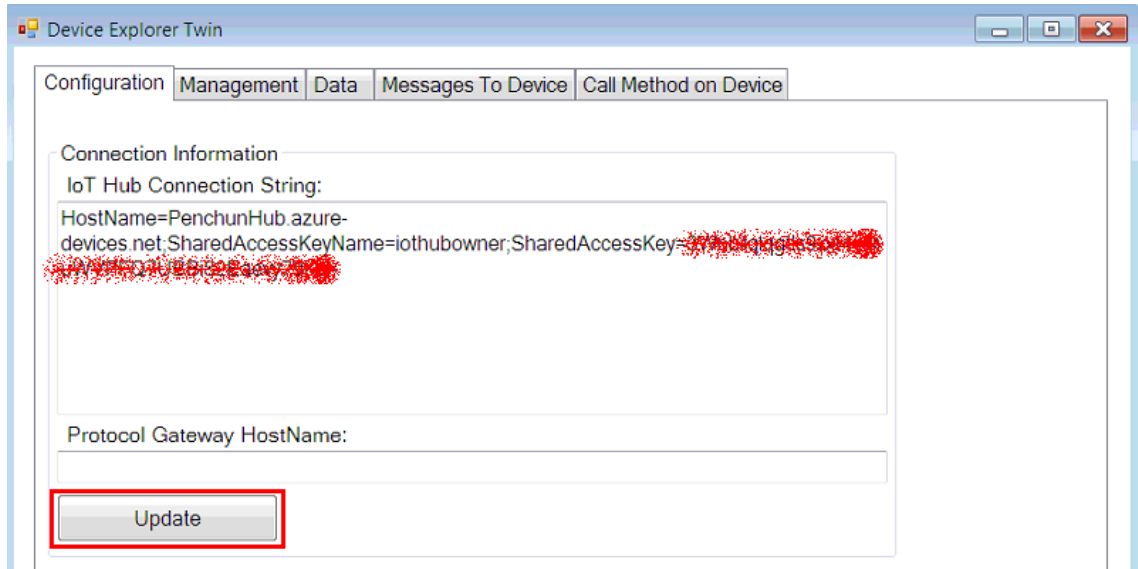 Device Explorer Twin
Configuration Management Data Messages To Device Call Method on Device
Connection Information
IoT Hub Connection String:
HostName=PenchunHub.azure-
devices.net;SharedAccessKeyName=iothubowner;SharedAccessKey=
Protocol Gateway HostName:
Update